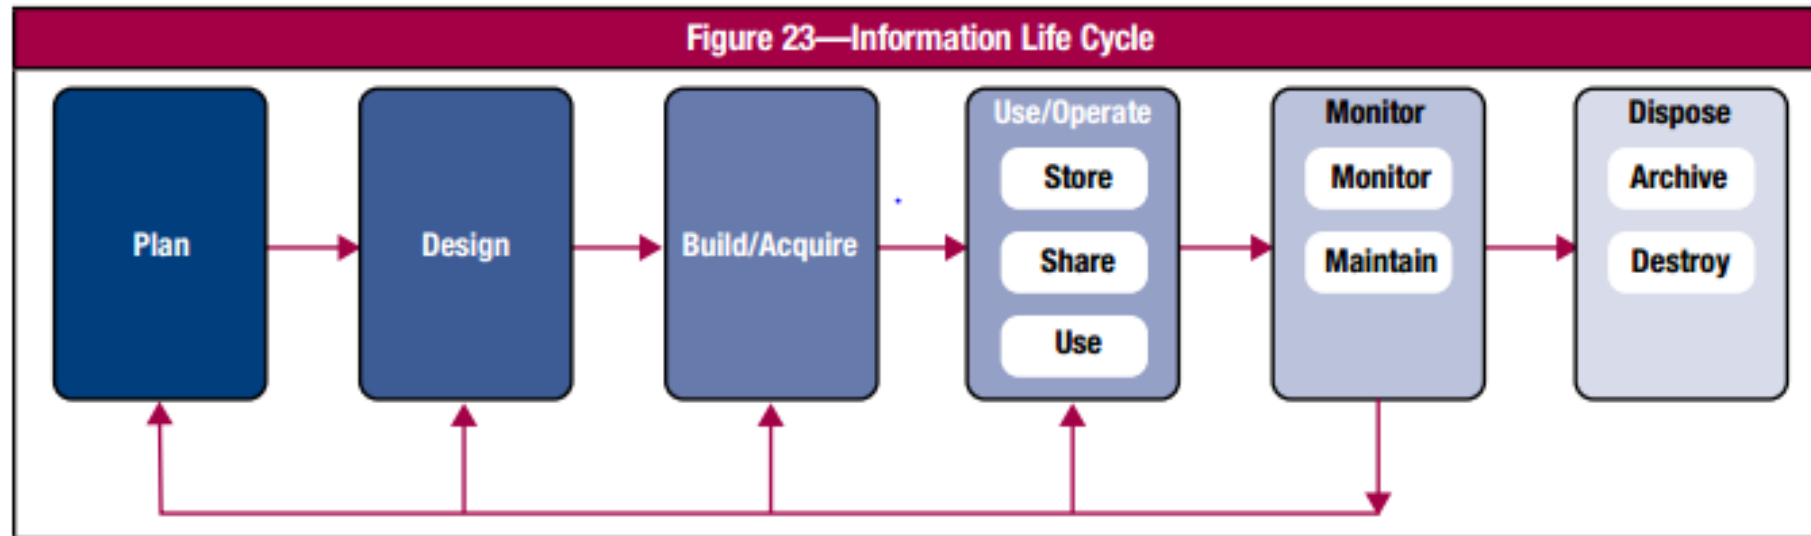 Figure 23—Information Life Cycle
Plan
Design
Build/Acquire
Use/Operate
Store
Share
Use
Monitor
Monitor
Maintain
Dispose
Archive
Destroy